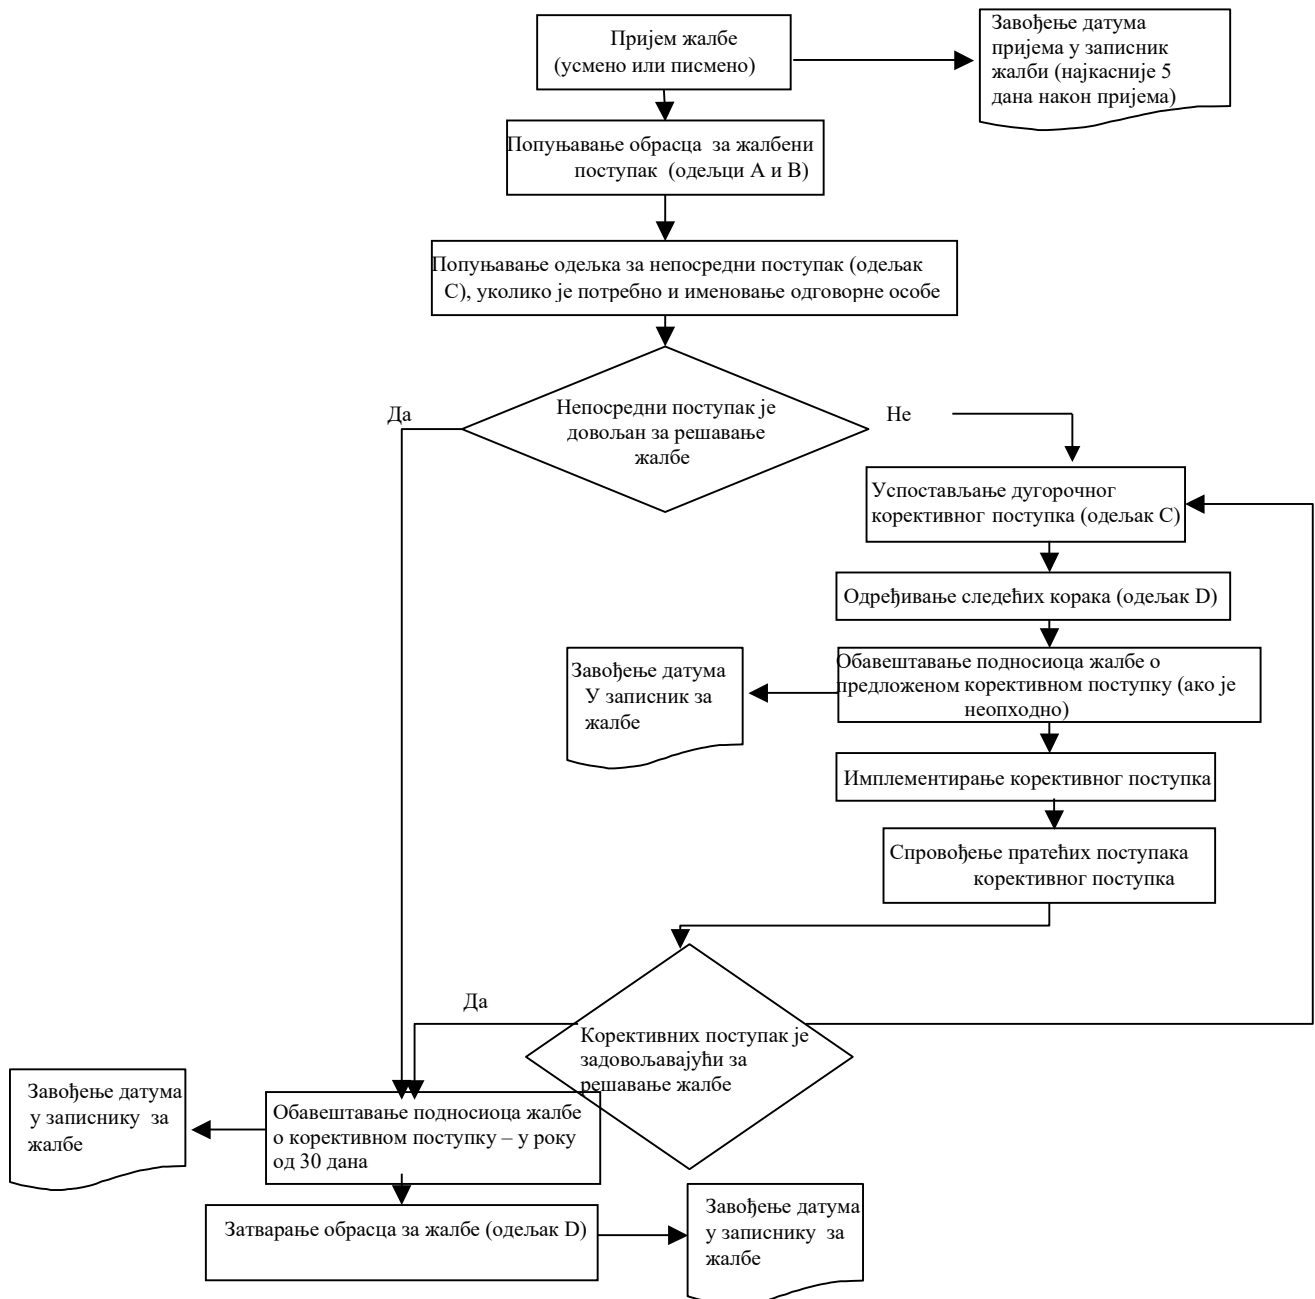 Пријем жалбе
(усмено или писмено)
Завођење датума
пријема у записник
жалби (најкасније 5
дана након пријема)
Попуњавање обрасца за жалбени
поступак (одељци А и В)
Попуњавање одељка за непосредни поступак (одељак
С), уколико је потребно и именовање одговорне особе
Да
Непосредни поступак је
довољан за решавање
жалбе
Не
Успостављање дугорочног
корективног поступка (одељак С)
Одређивање следећих корака (одељак D)
Завођење датума
У записник за
жалбе
Обавештавање подносиоца жалбе о
предложеном корективном поступку (ако је
неопходно)
Имплементирање корективног поступка
Спровођење пратећих поступака
корективног поступка
Да
Корективних поступак је
задовољавајући за
решавање жалбе
Завођење датума
у записнику за
жалбе
Обавештавање подносиоца жалбе
о корективном поступку – у року
од 30 дана
Затварање обрасца за жалбе (одељак D)
Завођење датума
у записнику за
жалбе